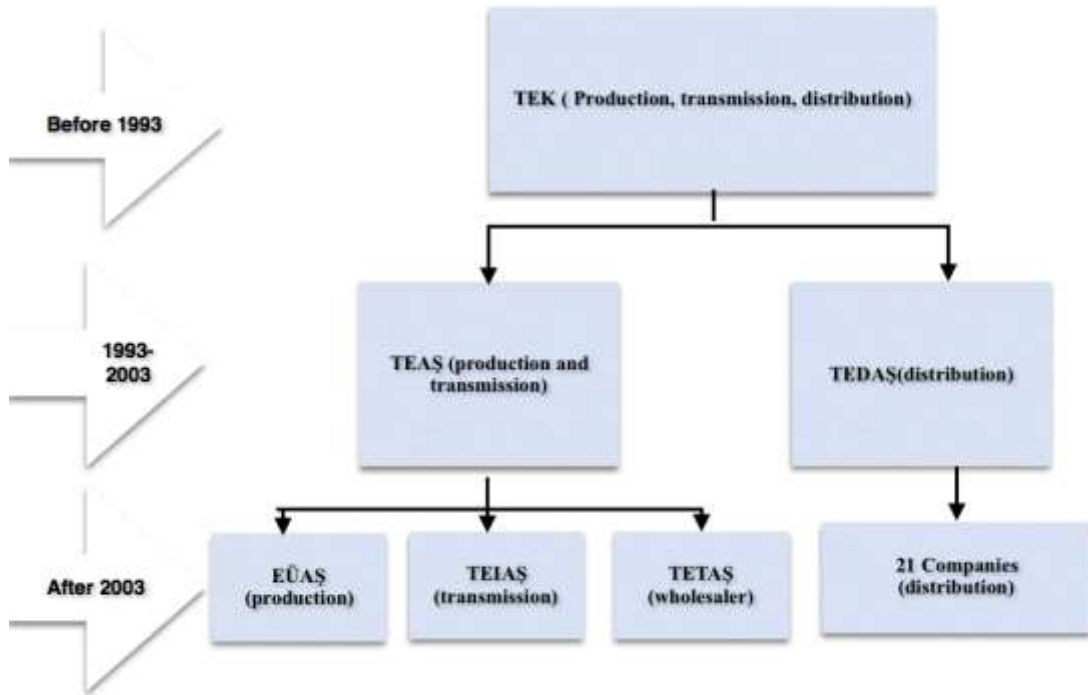 TEK ( Production, transmission, distribution)
Before 1993
1993-
2003
TEAŞ (production and
transmission)
TEDAŞ(distribution)
After 2003
EÜAŞ
(production)
TEIAŞ
(transmission)
TETAŞ
(wholesaler)
21 Companies
(distribution)